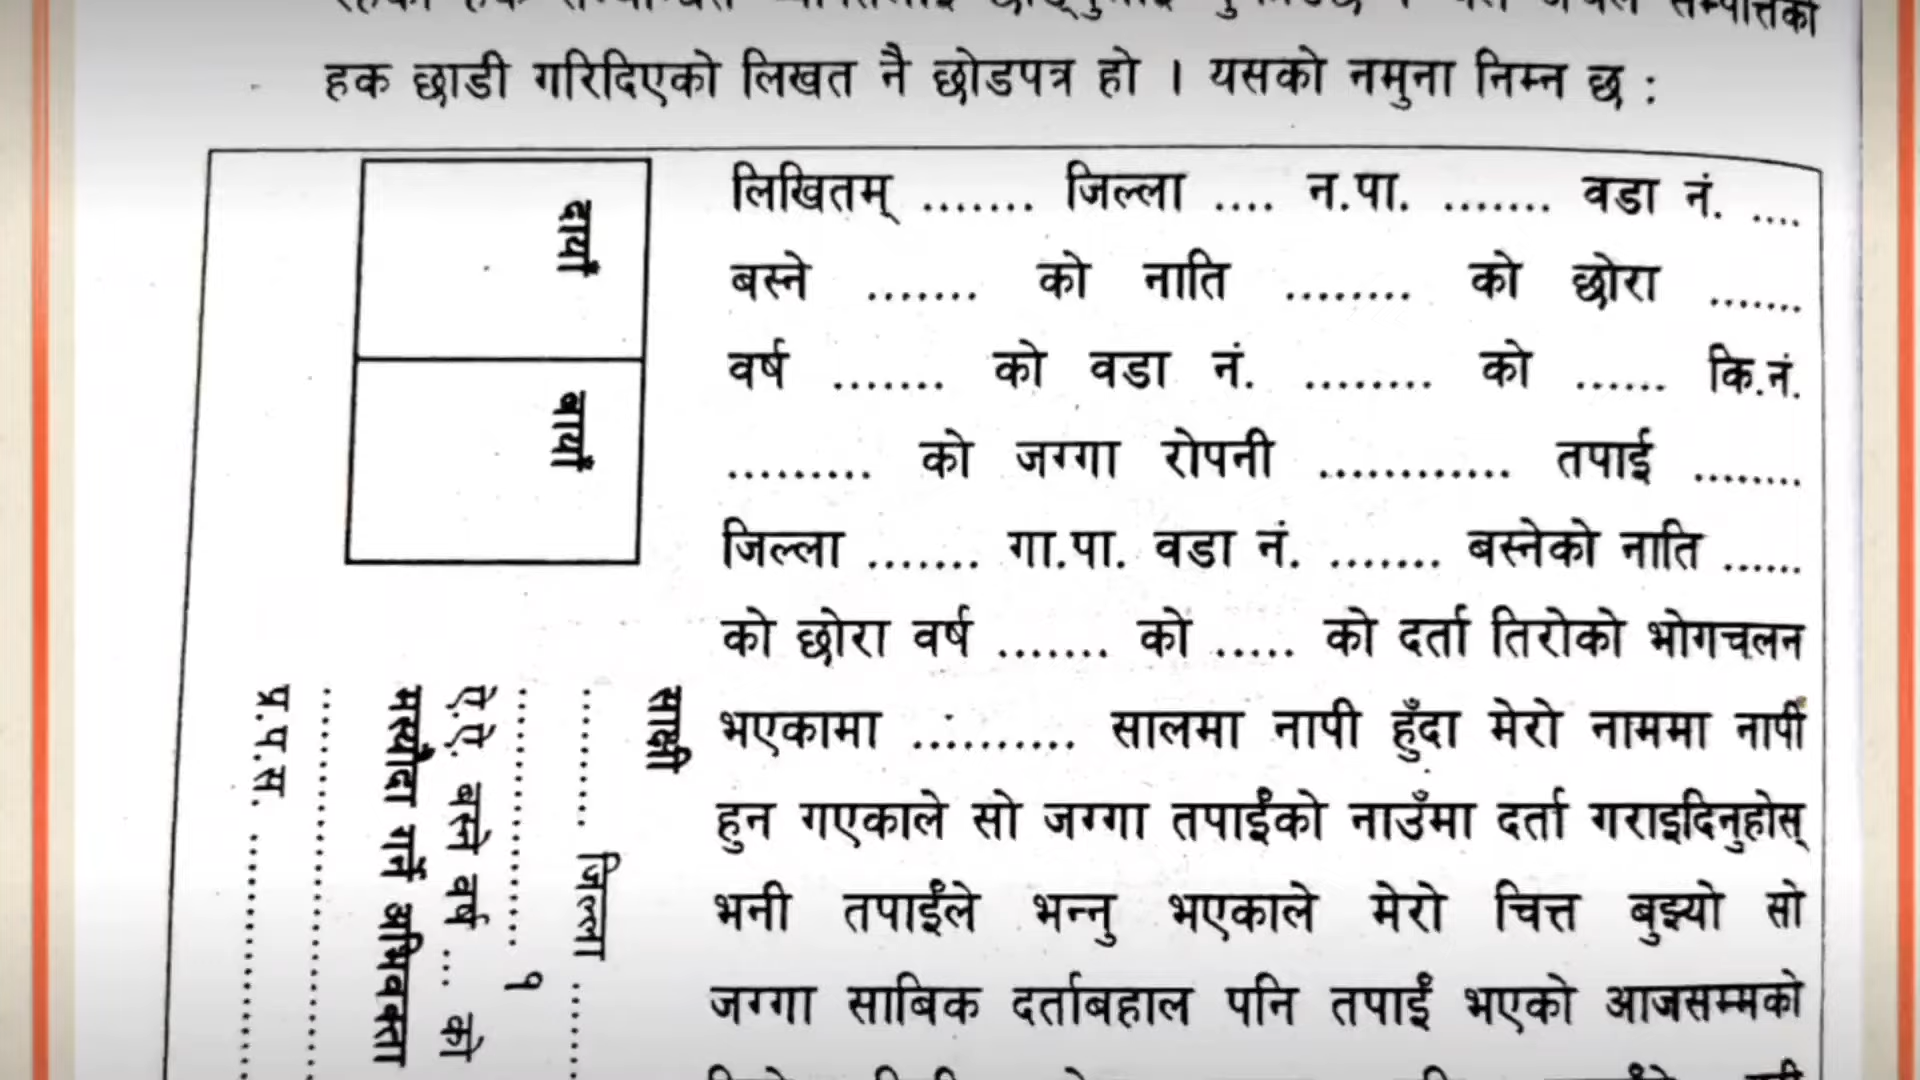 हक छाडी गरिदिएको लिखत नै छोडपत्र हो । यसको नमुना निम्न छ :
दायाँ
बायाँ
लिखितम् ....... जिल्ला .... न.पा. ....... वडा नं. ....
बस्ने ....... को नाति ........ को छोरा .......
वर्ष ....... को वडा नं. ........ को ...... कि.नं.
......... को जग्गा रोपनी ............ तपाई ........
जिल्ला ....... गा.पा. वडा नं. ....... बस्नेको नाति ......
को छोरा वर्ष ....... को ..... को दर्ता तिरोको भोगचलन
भएकामा .......... सालमा नापी हुँदा मेरो नाममा नापी
हुन गएकाले सो जग्गा तपाईंको नाउँमा दर्ता गराइदिनुहोस्
भनी तपाईंले भन्नु भएकाले मेरो चित्त बुझ्यो सो
जग्गा साबिक दर्ताबहाल पनि तपाईं भएको आजसम्मको
साक्षी
........... जिल्ला .......
..................... १
ऐ.ऐ. बस्ने वर्ष ... को
मस्यौदा गर्ने अभिवक्ता
प्र.प.स. ................